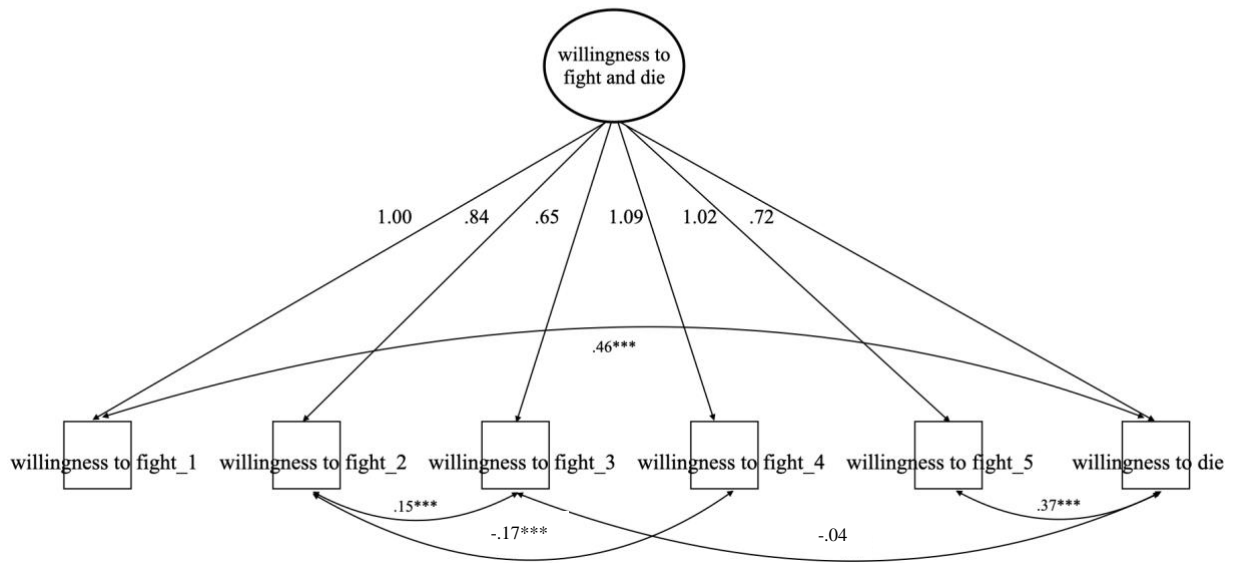 willingness to
fight and die
1.00 .84 .65 1.09 1.02 .72
.46***
willingness to fight_1 willingness to fight_2 willingness to fight_3 willingness to fight_4 willingness to fight_5 willingness to die
.15*** .37***
-.17*** -.04